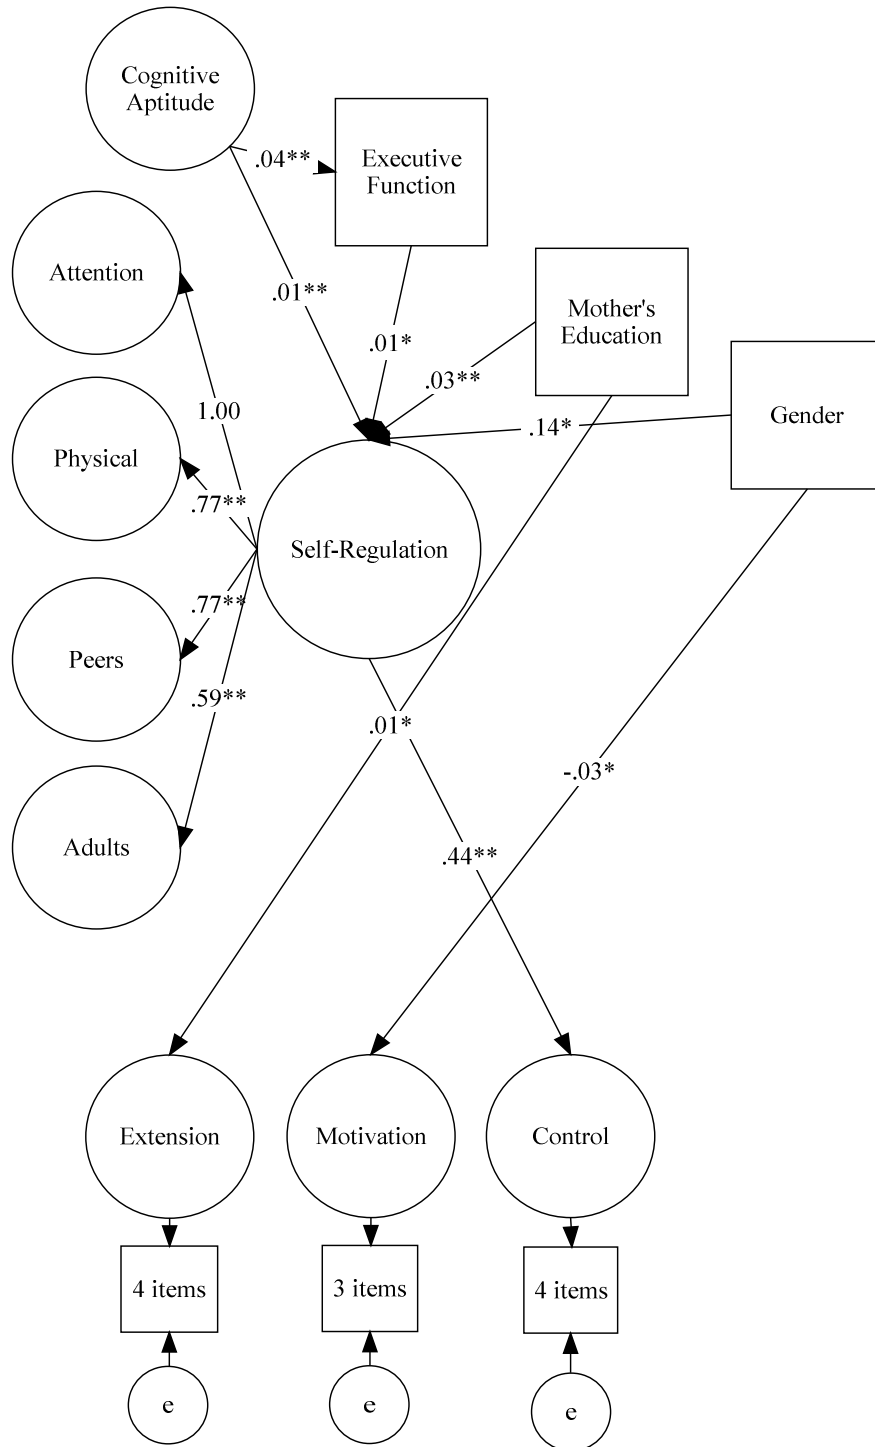 Cognitive
Aptitude
.04**
Executive
Function
Attention
.01**
Mother's
Education
.01*
.03**
Gender
1.00
.14*
Physical
.77**
Self-Regulation
.77**
Peers
.59**
.01*
-.03*
Adults
.44**
Extension
Motivation
Control
4 items
3 items
4 items
e
e
e